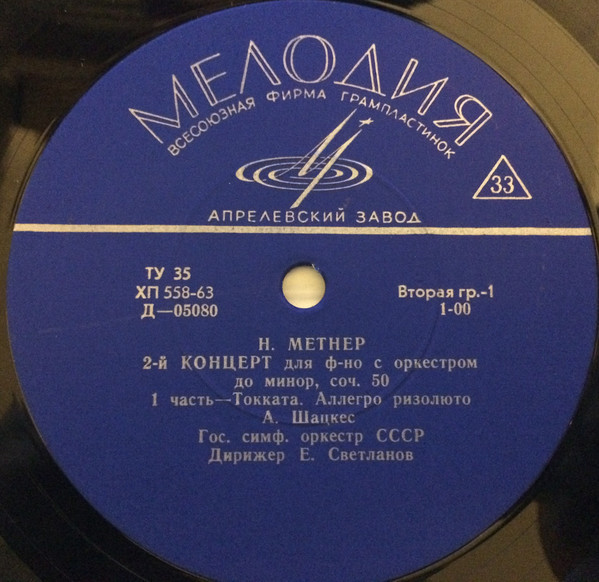 МЕЛОДИЯ
ВСЕСОЮЗНАЯ ФИРМА ГРАМПЛАСТИНОК
33
АПРЕЛЕВСКИЙ ЗАВОД
ТУ 35
ХП 558-63
Д—05080
Вторая гр.-1
1-00
Н. МЕТНЕР
2-й КОНЦЕРТ для ф-но с оркестром
до минор, соч. 50
1 часть—Токката. Аллегро ризолюто
А. Шацкес
Гос. симф. оркестр СССР
Дирижер Е. Светланов